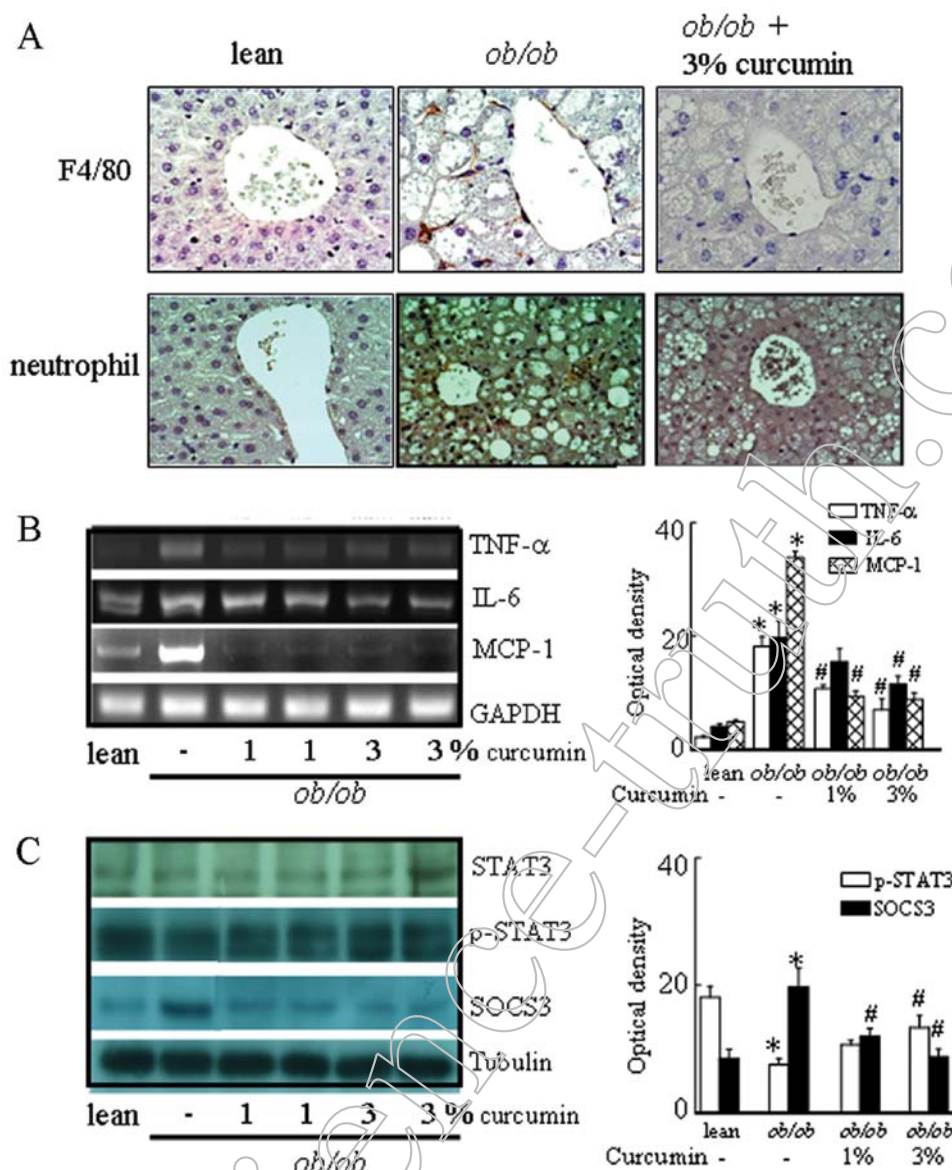 A
lean
ob/ob
ob/ob +
3% curcumin
F4/80
neutrophil
B
TNF-α
IL-6
MCP-1
GAPDH
lean - 1 1 3 3 % curcumin
ob/ob
40
20
0
Optical density
TNF-α
IL-6
MCP-1
* * *
# # # # #
lean ob/ob ob/ob ob/ob
Curcumin - - 1% 3%
C
STAT3
p-STAT3
SOCS3
Tubulin
lean - 1 1 3 3 % curcumin
ob/ob
40
20
0
Optical density
p-STAT3
SOCS3
* *
# # #
lean ob/ob ob/ob ob/ob
Curcumin - - 1% 3%